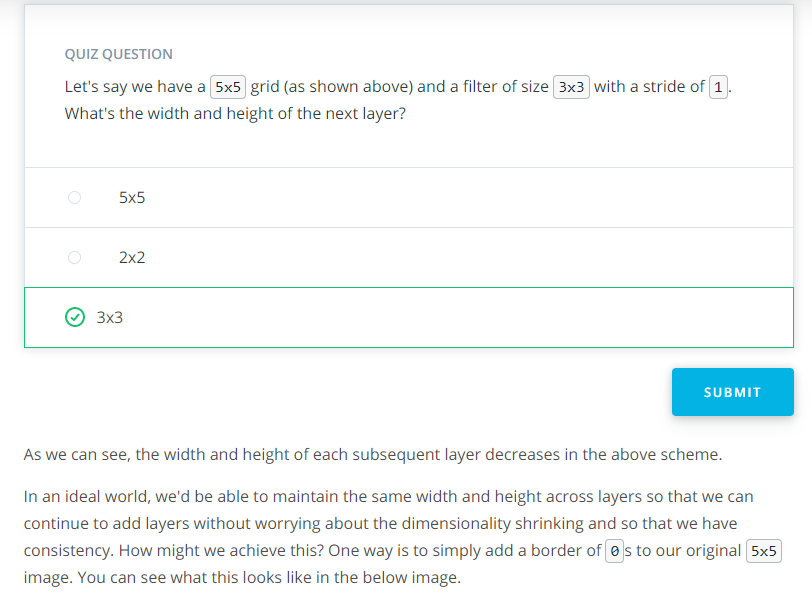 QUIZ QUESTION
Let's say we have a 5x5 grid (as shown above) and a filter of size 3x3 with a stride of 1.
What's the width and height of the next layer?
5x5
2x2
3x3
SUBMIT
As we can see, the width and height of each subsequent layer decreases in the above scheme.
In an ideal world, we'd be able to maintain the same width and height across layers so that we can
continue to add layers without worrying about the dimensionality shrinking and so that we have
consistency. How might we achieve this? One way is to simply add a border of 0s to our original 5x5
image. You can see what this looks like in the below image.